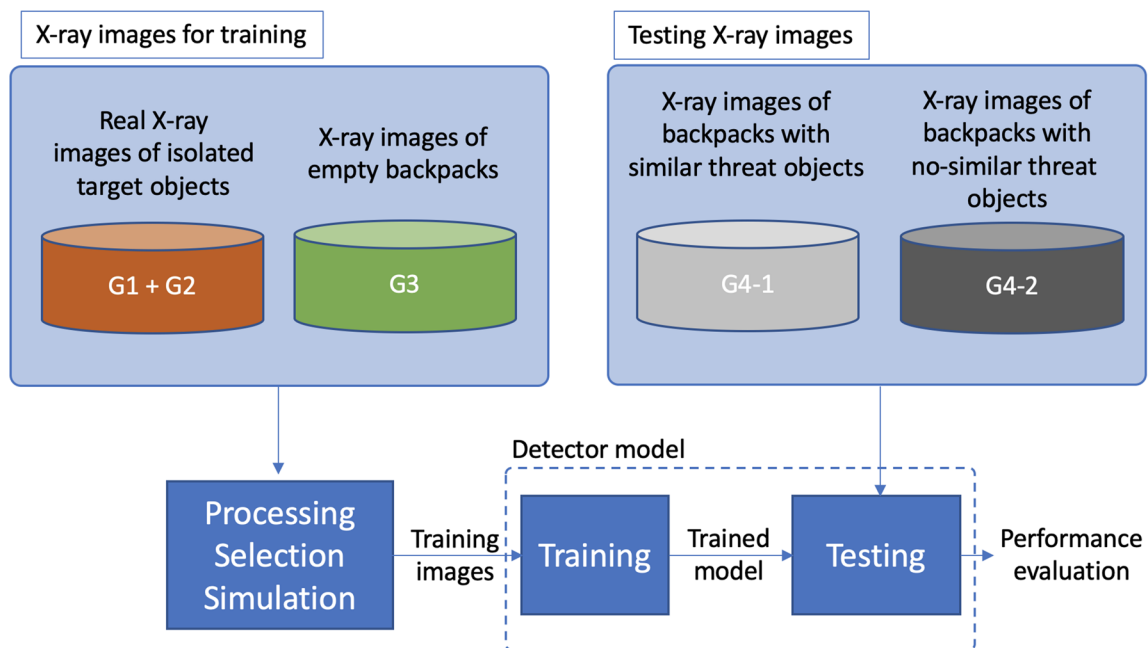 X-ray images for training
Real X-ray
images of isolated
target objects
X-ray images of
empty backpacks
G1 + G2
G3
Testing X-ray images
X-ray images of
backpacks with
similar threat objects
X-ray images of
backpacks with
no-similar threat
objects
G4-1
G4-2
Detector model
Processing
Selection
Simulation
Training
images
Training
Trained
model
Testing
Performance
evaluation